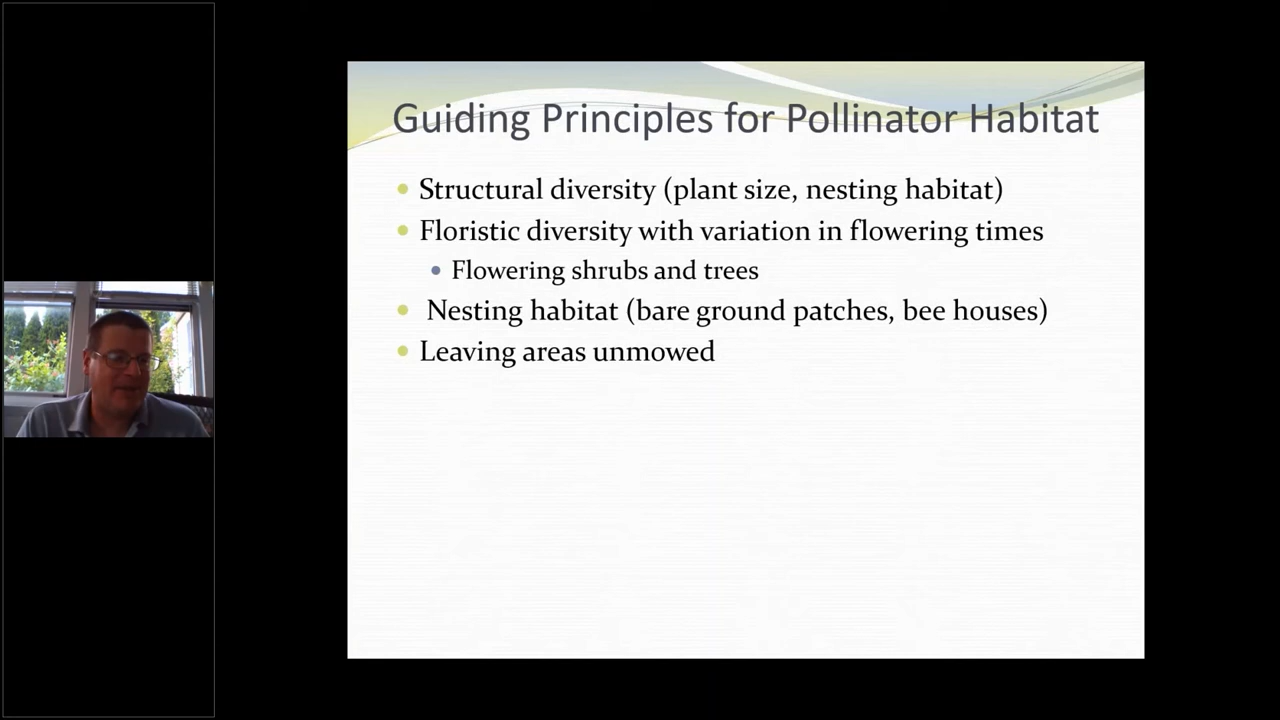 Guiding Principles for Pollinator Habitat
Structural diversity (plant size, nesting habitat)
Floristic diversity with variation in flowering times
Flowering shrubs and trees
Nesting habitat (bare ground patches, bee houses)
Leaving areas unmowed